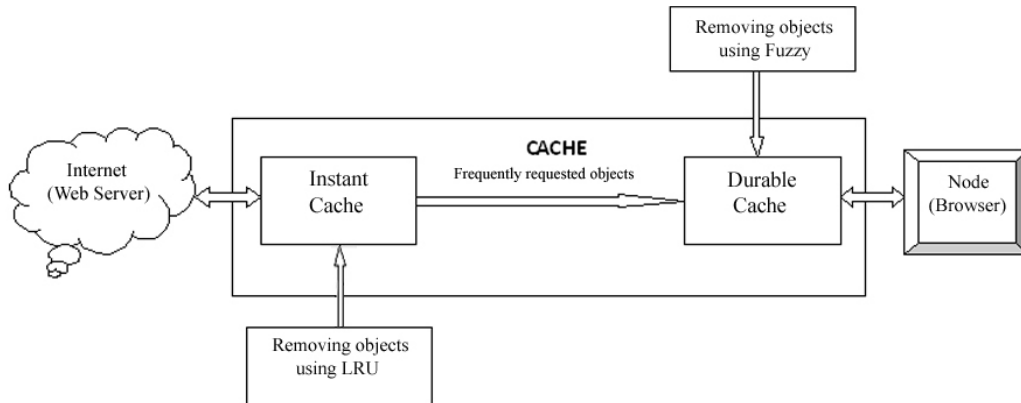 Removing objects
using Fuzzy
CACHE
Internet
(Web Server)
Instant
Cache
Frequently requested objects
Durable
Cache
Node
(Browser)
Removing objects
using LRU